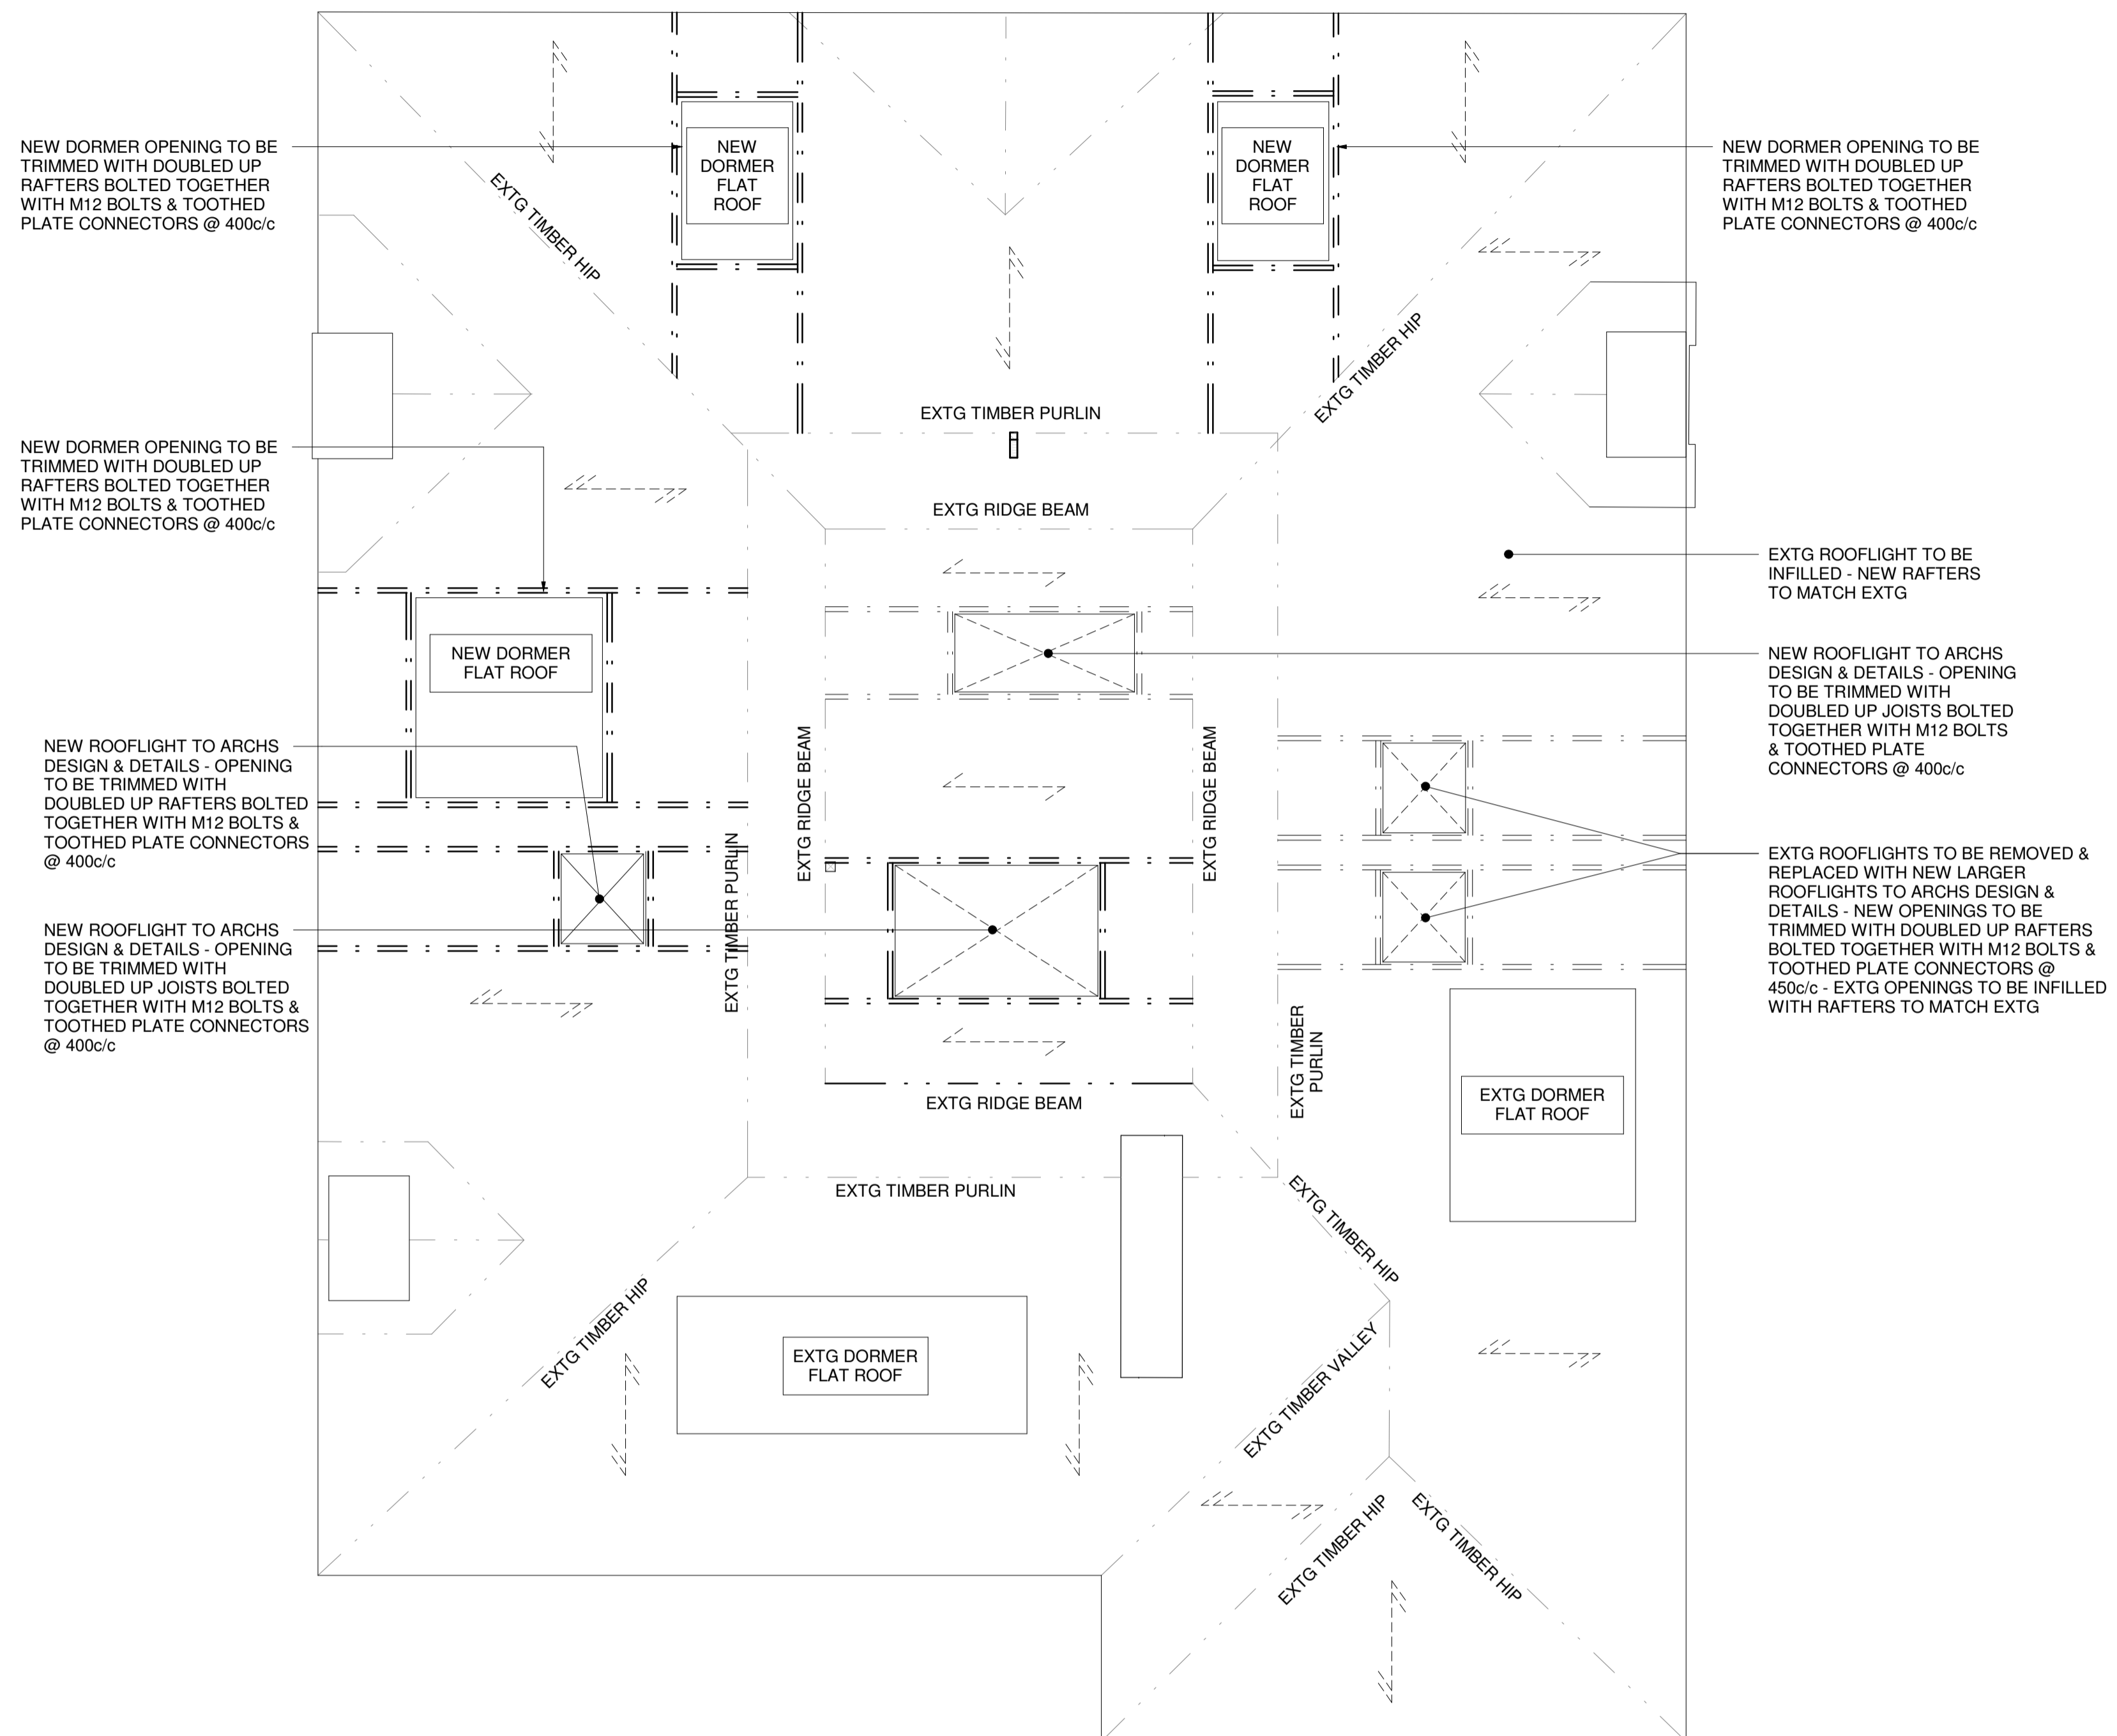 NEW DORMER OPENING TO BE
TRIMMED WITH DOUBLED UP
RAFTERS BOLTED TOGETHER
WITH M12 BOLTS & TOOTHED
PLATE CONNECTORS @ 400c/c
NEW
DORMER
FLAT
ROOF
NEW
DORMER
FLAT
ROOF
NEW DORMER OPENING TO BE
TRIMMED WITH DOUBLED UP
RAFTERS BOLTED TOGETHER
WITH M12 BOLTS & TOOTHED
PLATE CONNECTORS @ 400c/c
EXTG TIMBER HIP
EXTG TIMBER HIP
EXTG TIMBER PURLIN
NEW DORMER OPENING TO BE
TRIMMED WITH DOUBLED UP
RAFTERS BOLTED TOGETHER
WITH M12 BOLTS & TOOTHED
PLATE CONNECTORS @ 400c/c
EXTG RIDGE BEAM
EXTG ROOFLIGHT TO BE
INFILLED - NEW RAFTERS
TO MATCH EXTG
NEW DORMER
FLAT ROOF
NEW ROOFLIGHT TO ARCHS
DESIGN & DETAILS - OPENING
TO BE TRIMMED WITH
DOUBLED UP JOISTS BOLTED
TOGETHER WITH M12 BOLTS
& TOOTHED PLATE
CONNECTORS @ 400c/c
NEW ROOFLIGHT TO ARCHS
DESIGN & DETAILS - OPENING
TO BE TRIMMED WITH
DOUBLED UP RAFTERS BOLTED
TOGETHER WITH M12 BOLTS &
TOOTHED PLATE CONNECTORS
@ 400c/c
EXTG TIMBER PURLIN
EXTG RIDGE BEAM
EXTG RIDGE BEAM
EXTG ROOFLIGHTS TO BE REMOVED &
REPLACED WITH NEW LARGER
ROOFLIGHTS TO ARCHS DESIGN &
DETAILS - NEW OPENINGS TO BE
TRIMMED WITH DOUBLED UP RAFTERS
BOLTED TOGETHER WITH M12 BOLTS &
TOOTHED PLATE CONNECTORS @
450c/c - EXTG OPENINGS TO BE INFILLED
WITH RAFTERS TO MATCH EXTG
NEW ROOFLIGHT TO ARCHS
DESIGN & DETAILS - OPENING
TO BE TRIMMED WITH
DOUBLED UP JOISTS BOLTED
TOGETHER WITH M12 BOLTS &
TOOTHED PLATE CONNECTORS
@ 400c/c
EXTG TIMBER
PURLIN
EXTG RIDGE BEAM
EXTG DORMER
FLAT ROOF
EXTG TIMBER PURLIN
EXTG TIMBER HIP
EXTG TIMBER HIP
EXTG DORMER
FLAT ROOF
EXTG TIMBER VALLEY
EXTG TIMBER HIP
EXTG TIMBER HIP